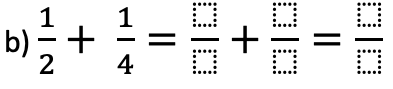 b) 1/2 + 1/4 = ⬚/⬚ + ⬚/⬚ = ⬚/⬚